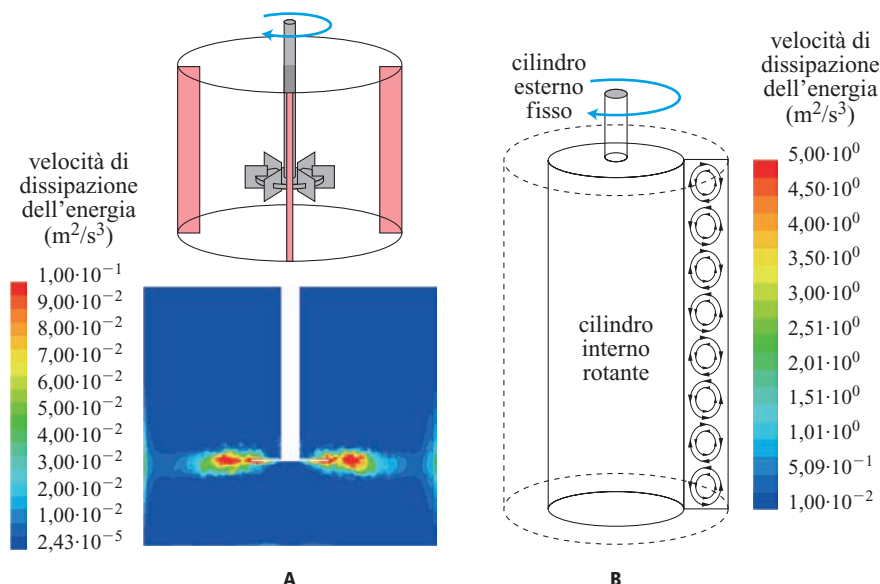 velocità di
dissipazione
dell'energia
(m²/s³)
1,00·10⁻¹
9,00·10⁻²
8,00·10⁻²
7,00·10⁻²
6,00·10⁻²
5,00·10⁻²
4,00·10⁻²
3,00·10⁻²
2,00·10⁻²
1,00·10⁻²
2,43·10⁻⁵
A
cilindro
esterno
fisso
cilindro
interno
rotante
velocità di
dissipazione
dell'energia
(m²/s³)
5,00·10⁰
4,50·10⁰
4,00·10⁰
3,50·10⁰
3,00·10⁰
2,51·10⁰
2,01·10⁰
1,51·10⁰
1,01·10⁰
5,09·10⁻¹
1,00·10⁻²
B